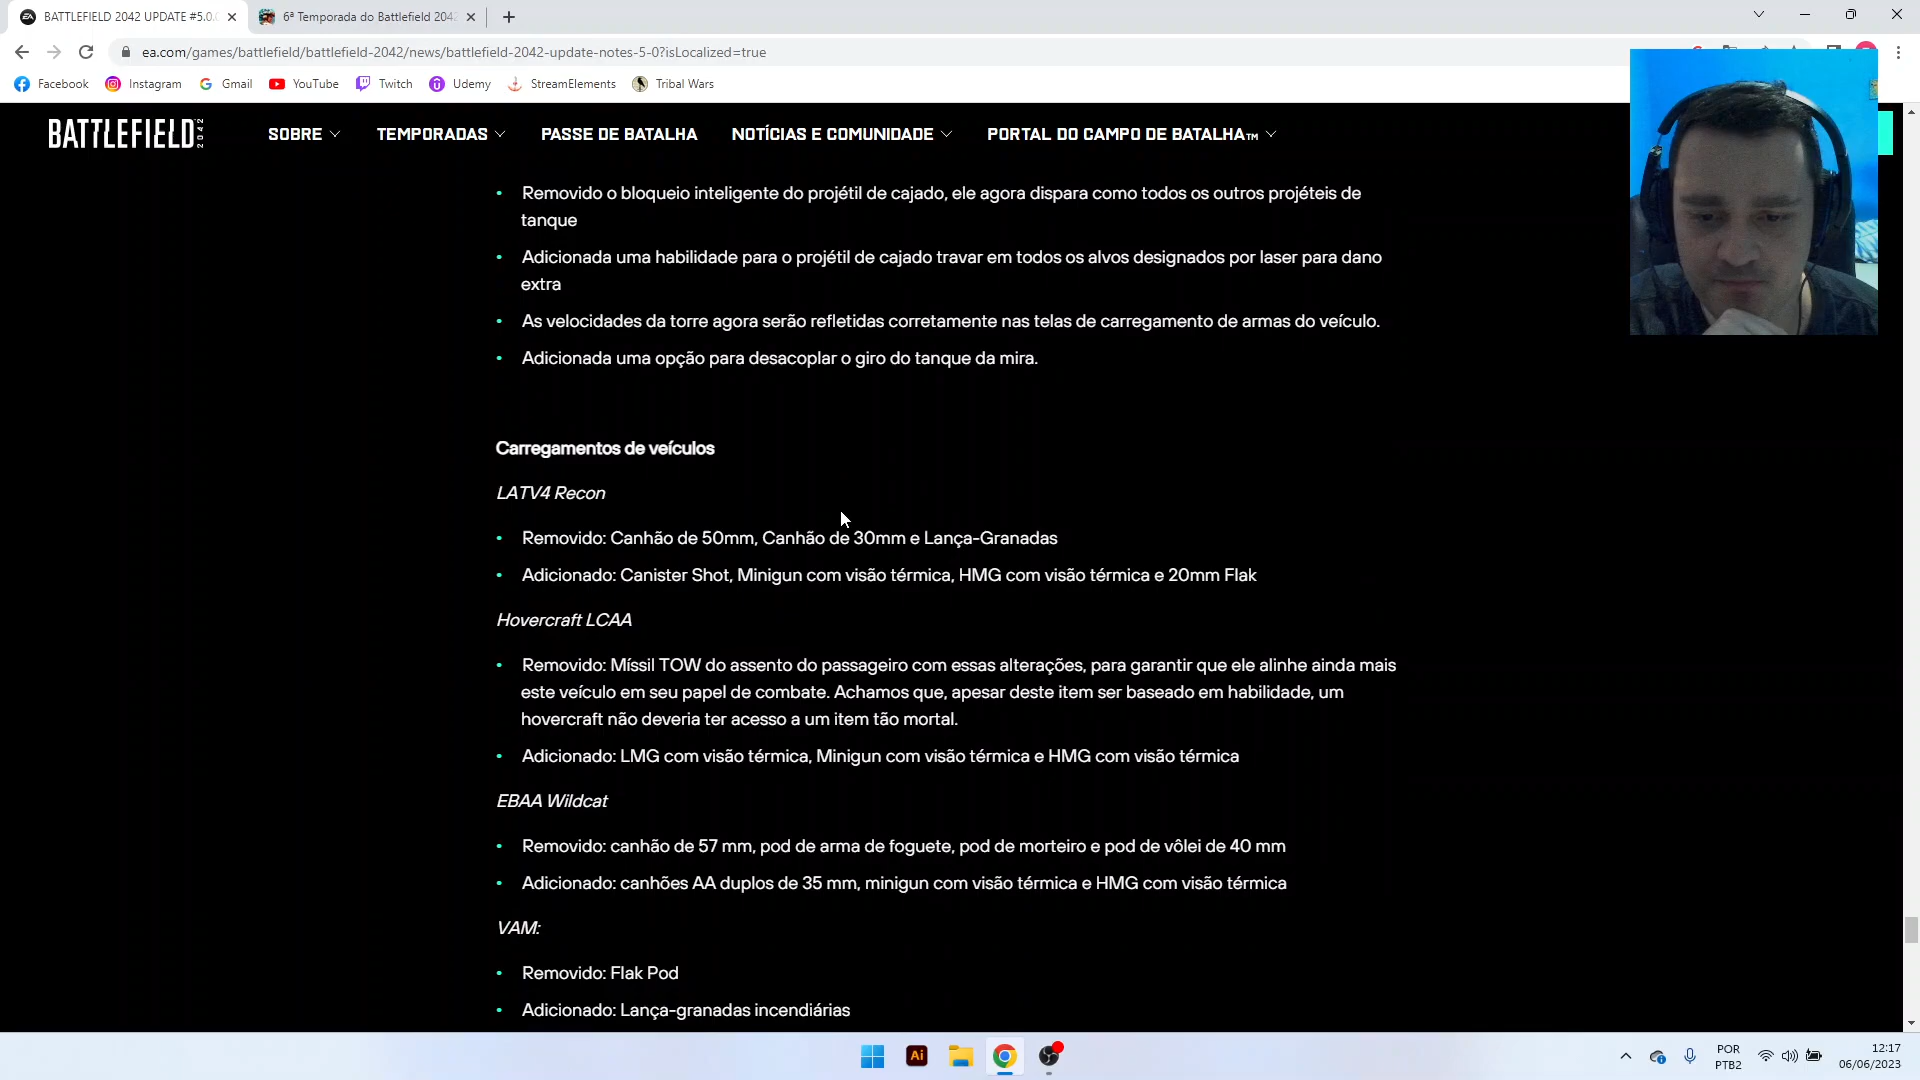 BATTLEFIELD 2042 UPDATE #5.0.
6ª Temporada do Battlefield 2042
ea.com/games/battlefield/battlefield-2042/news/battlefield-2042-update-notes-5-0?isLocalized=true
Facebook Instagram Gmail YouTube Twitch Udemy StreamElements Tribal Wars
BATTLEFIELD 2042 SOBRE TEMPORADAS PASSE DE BATALHA NOTÍCIAS E COMUNIDADE PORTAL DO CAMPO DE BATALHA™
• Removido o bloqueio inteligente do projétil de cajado, ele agora dispara como todos os outros projéteis de
tanque
• Adicionada uma habilidade para o projétil de cajado travar em todos os alvos designados por laser para dano
extra
• As velocidades da torre agora serão refletidas corretamente nas telas de carregamento de armas do veículo.
• Adicionada uma opção para desacoplar o giro do tanque da mira.
Carregamentos de veículos
LATV4 Recon
• Removido: Canhão de 50mm, Canhão de 30mm e Lança-Granadas
• Adicionado: Canister Shot, Minigun com visão térmica, HMG com visão térmica e 20mm Flak
Hovercraft LCAA
• Removido: Míssil TOW do assento do passageiro com essas alterações, para garantir que ele alinhe ainda mais
este veículo em seu papel de combate. Achamos que, apesar deste item ser baseado em habilidade, um
hovercraft não deveria ter acesso a um item tão mortal.
• Adicionado: LMG com visão térmica, Minigun com visão térmica e HMG com visão térmica
EBAA Wildcat
• Removido: canhão de 57 mm, pod de arma de foguete, pod de morteiro e pod de vôlei de 40 mm
• Adicionado: canhões AA duplos de 35 mm, minigun com visão térmica e HMG com visão térmica
VAM:
• Removido: Flak Pod
• Adicionado: Lança-granadas incendiárias
Ai
POR
PTB2
12:17
06/06/2023